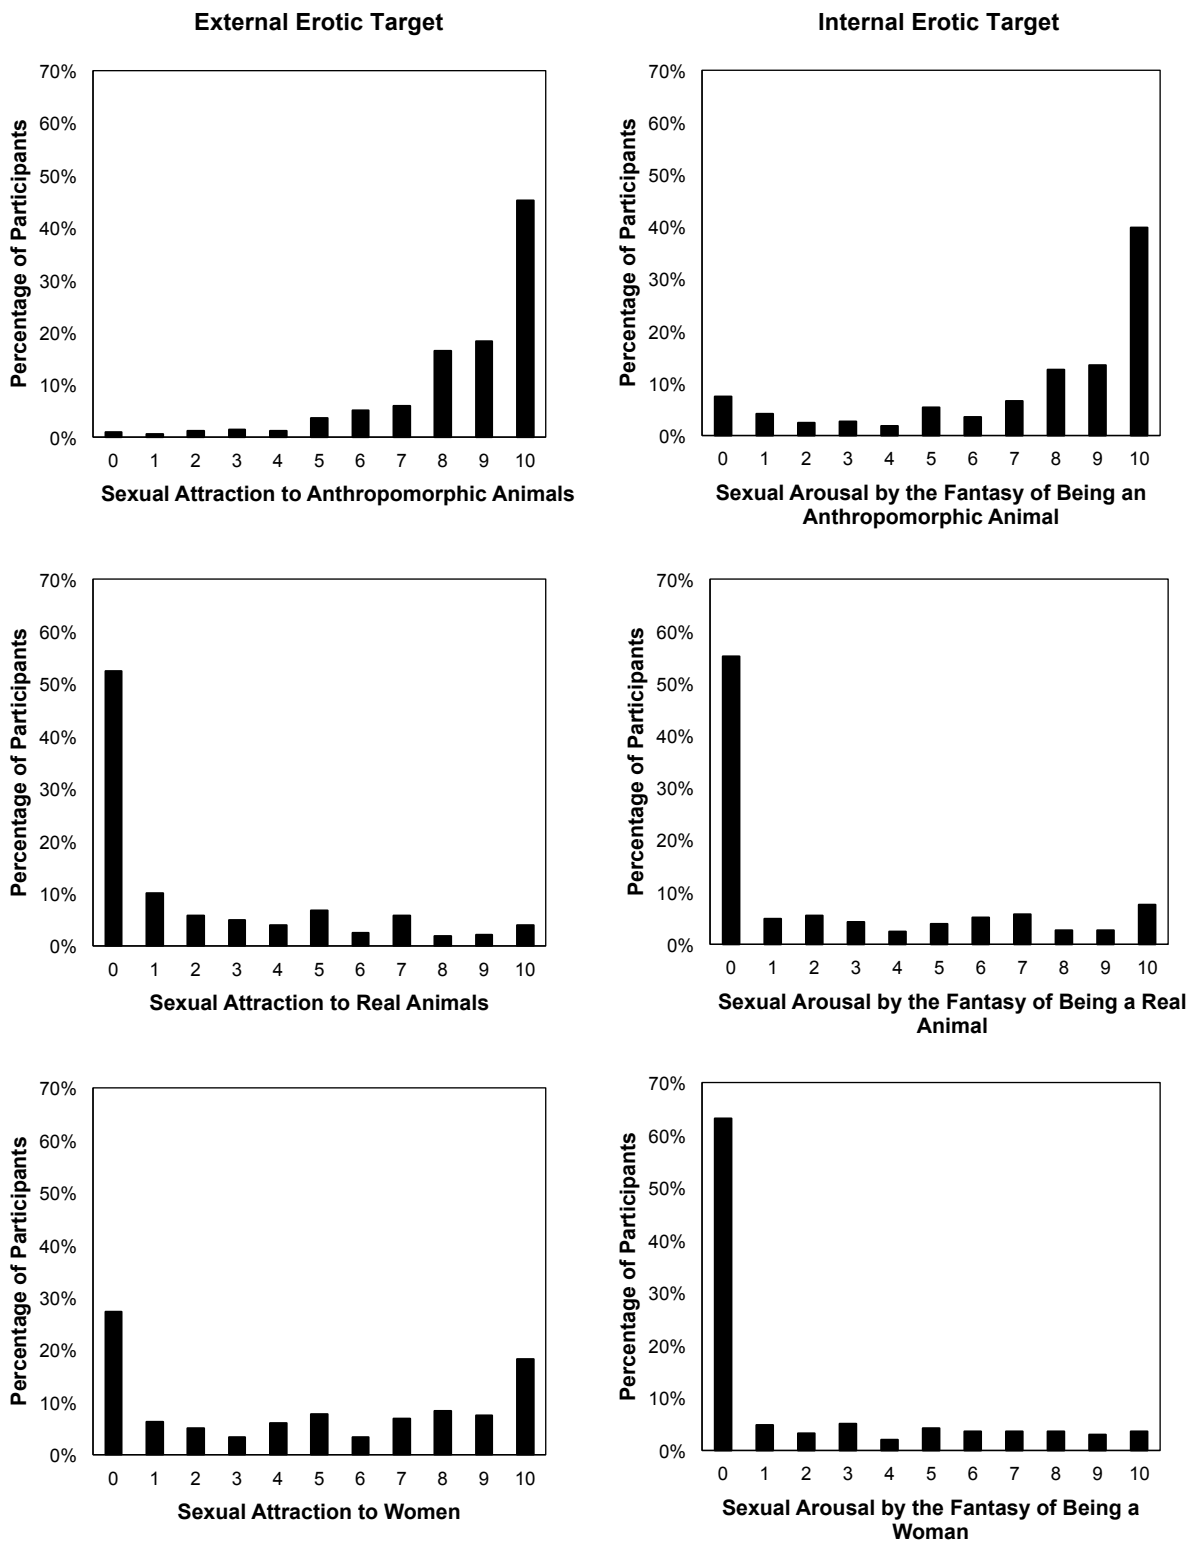 External Erotic Target
Internal Erotic Target
Percentage of Participants
70%
60%
50%
40%
30%
20%
10%
0%
0 1 2 3 4 5 6 7 8 9 10
Sexual Attraction to Anthropomorphic Animals
Percentage of Participants
70%
60%
50%
40%
30%
20%
10%
0%
0 1 2 3 4 5 6 7 8 9 10
Sexual Arousal by the Fantasy of Being an
Anthropomorphic Animal
Percentage of Participants
70%
60%
50%
40%
30%
20%
10%
0%
0 1 2 3 4 5 6 7 8 9 10
Sexual Attraction to Real Animals
Percentage of Participants
70%
60%
50%
40%
30%
20%
10%
0%
0 1 2 3 4 5 6 7 8 9 10
Sexual Arousal by the Fantasy of Being a Real
Animal
Percentage of Participants
70%
60%
50%
40%
30%
20%
10%
0%
0 1 2 3 4 5 6 7 8 9 10
Sexual Attraction to Women
Percentage of Participants
70%
60%
50%
40%
30%
20%
10%
0%
0 1 2 3 4 5 6 7 8 9 10
Sexual Arousal by the Fantasy of Being a
Woman